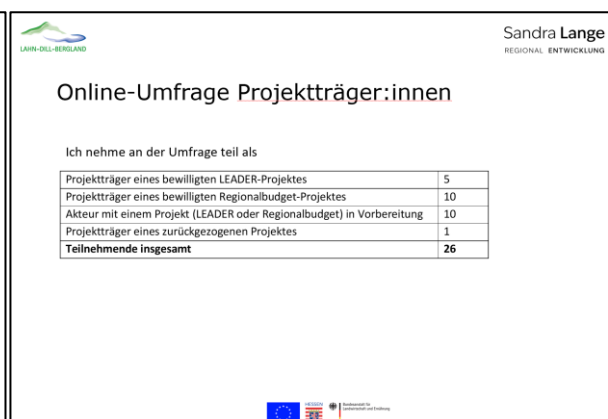 LAHN-DILL-BERGLAND
Sandra Lange
REGIONAL ENTWICKLUNG
Online-Umfrage Projektträger:innen
Ich nehme an der Umfrage teil als
Projektträger eines bewilligten LEADER-Projektes 5
Projektträger eines bewilligten Regionalbudget-Projektes 10
Akteur mit einem Projekt (LEADER oder Regionalbudget) in Vorbereitung 10
Projektträger eines zurückgezogenen Projektes 1
Teilnehmende insgesamt 26
HESSEN